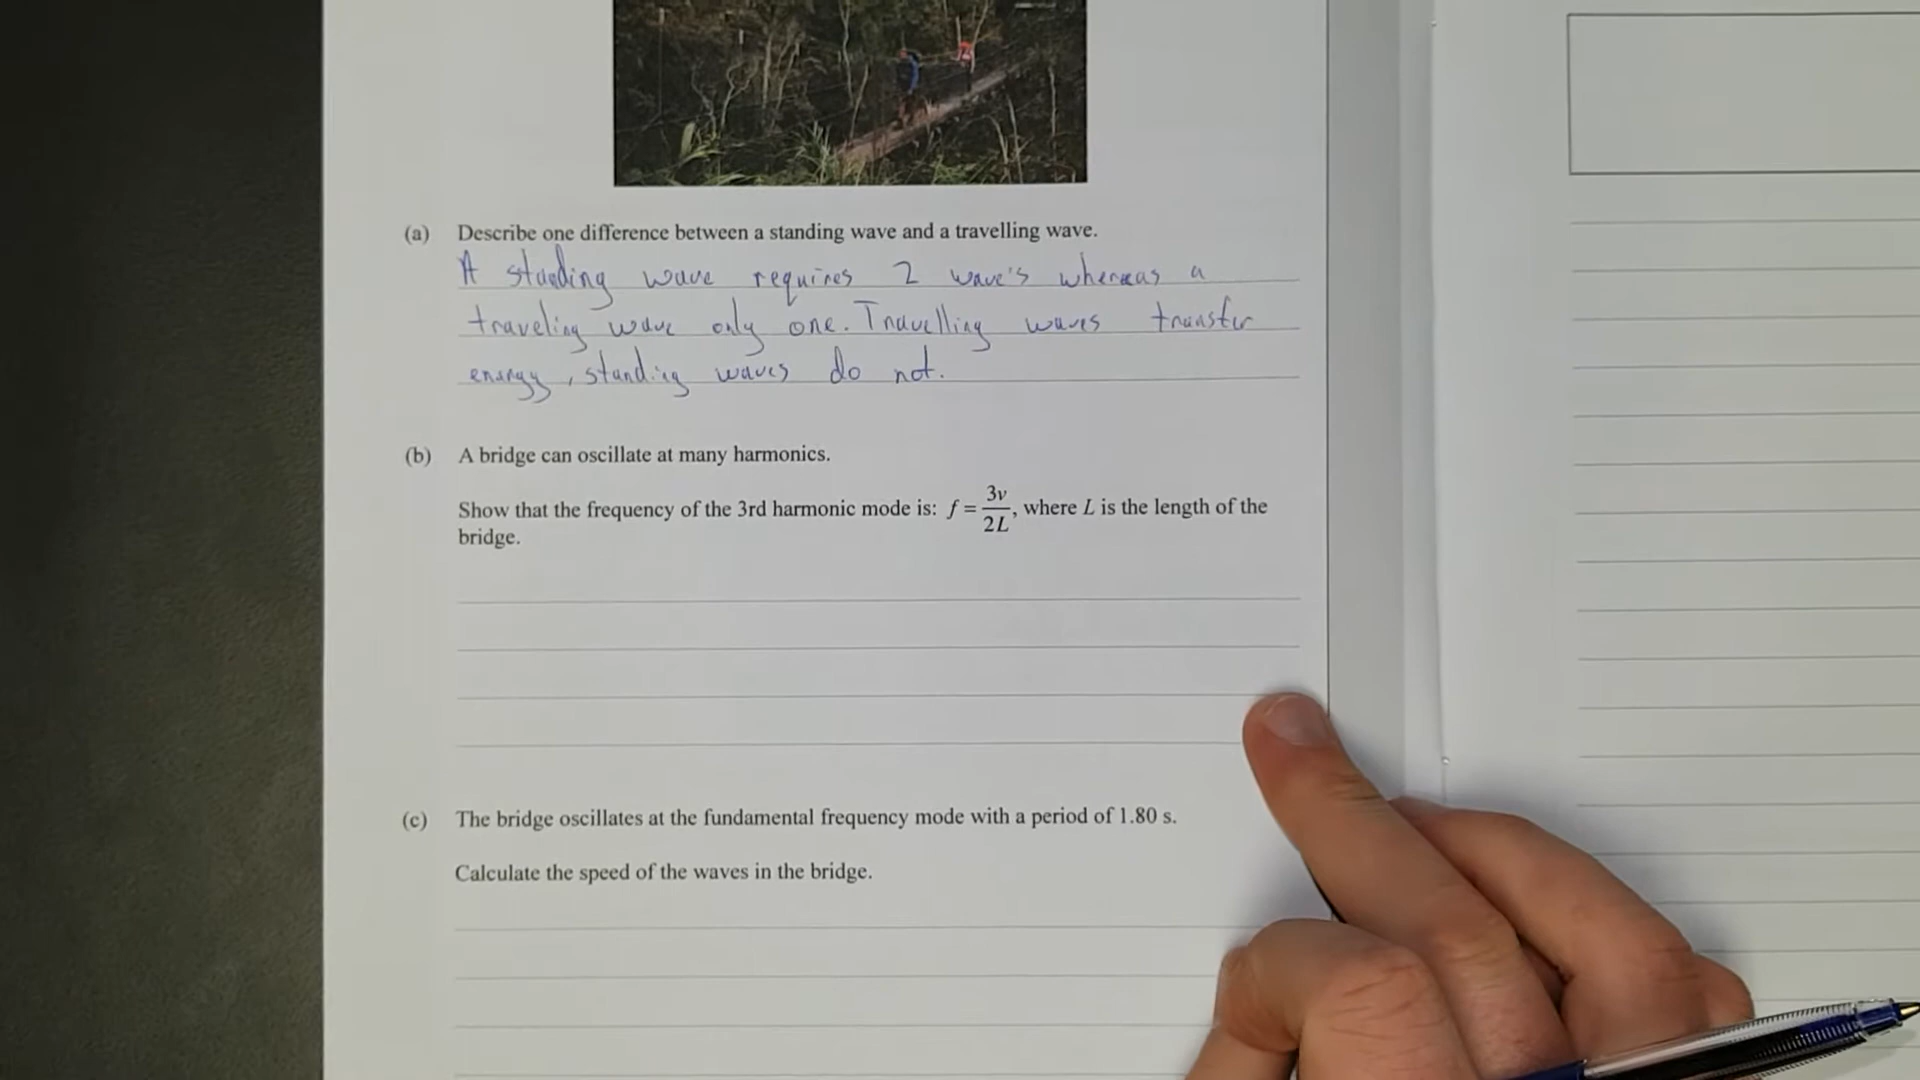 (a) Describe one difference between a standing wave and a travelling wave.
A standing wave requires 2 wave's whereas a
traveling wave only one. Travelling waves transfer
energy, standing waves do not.
(b) A bridge can oscillate at many harmonics.
Show that the frequency of the 3rd harmonic mode is: f = 3v/2L, where L is the length of the
bridge.
(c) The bridge oscillates at the fundamental frequency mode with a period of 1.80 s.
Calculate the speed of the waves in the bridge.